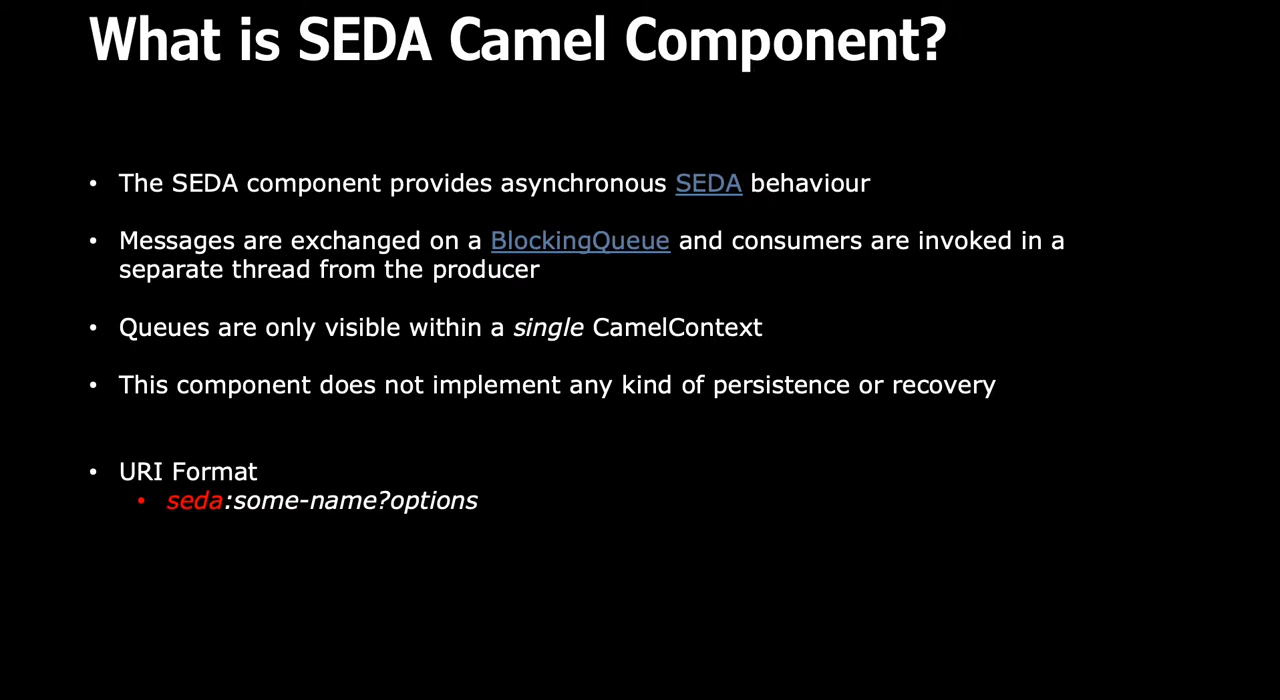 What is SEDA Camel Component?
• The SEDA component provides asynchronous SEDA behaviour
• Messages are exchanged on a BlockingQueue and consumers are invoked in a
separate thread from the producer
• Queues are only visible within a single CamelContext
• This component does not implement any kind of persistence or recovery
• URI Format
• seda:some-name?options